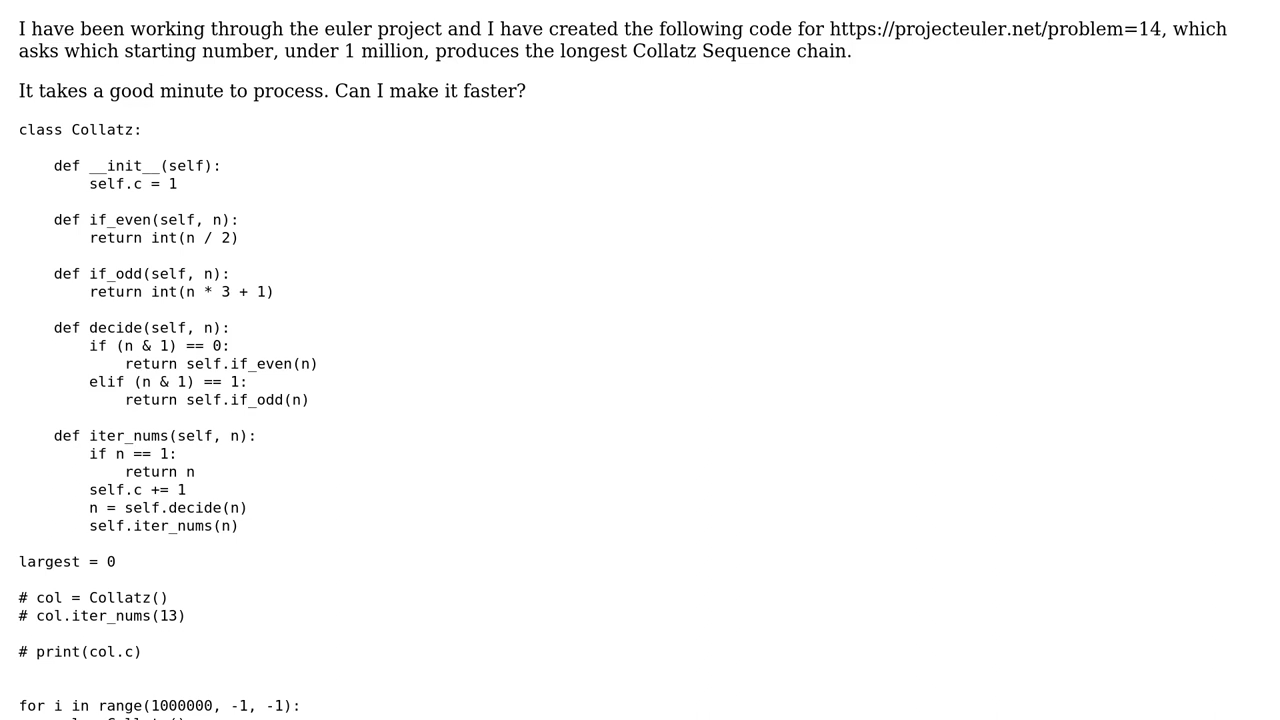 I have been working through the euler project and I have created the following code for https://projecteuler.net/problem=14, which
asks which starting number, under 1 million, produces the longest Collatz Sequence chain.
It takes a good minute to process. Can I make it faster?
class Collatz:
    def __init__(self):
        self.c = 1
    def if_even(self, n):
        return int(n / 2)
    def if_odd(self, n):
        return int(n * 3 + 1)
    def decide(self, n):
        if (n & 1) == 0:
            return self.if_even(n)
        elif (n & 1) == 1:
            return self.if_odd(n)
    def iter_nums(self, n):
        if n == 1:
            return n
        self.c += 1
        n = self.decide(n)
        self.iter_nums(n)
largest = 0
# col = Collatz()
# col.iter_nums(13)
# print(col.c)
for i in range(1000000, -1, -1):